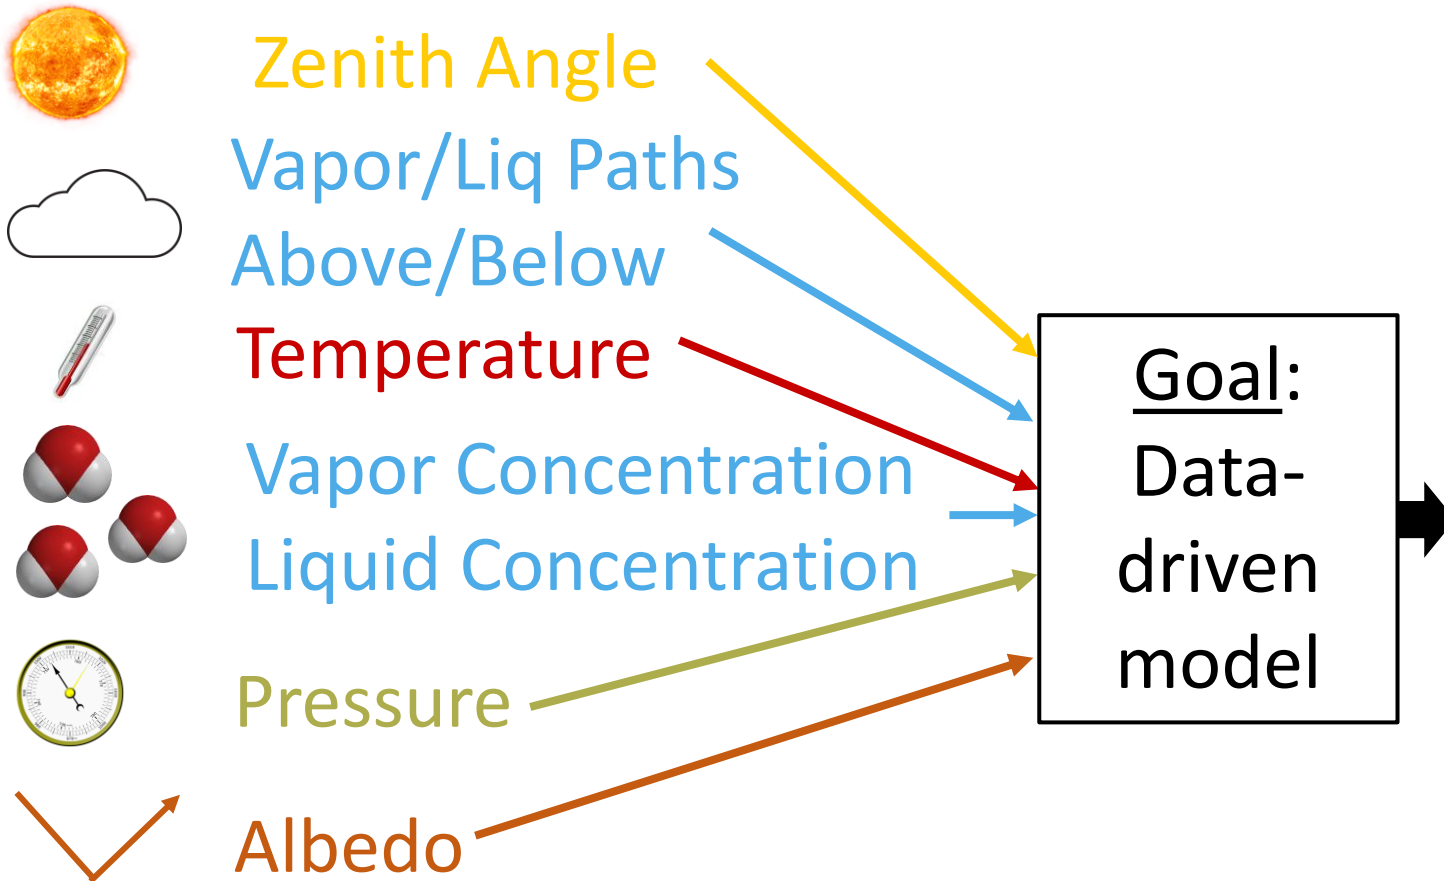 Zenith Angle
Vapor/Liq Paths
Above/Below
Temperature
Vapor Concentration
Liquid Concentration
Pressure
Albedo
Goal:
Data-
driven
model